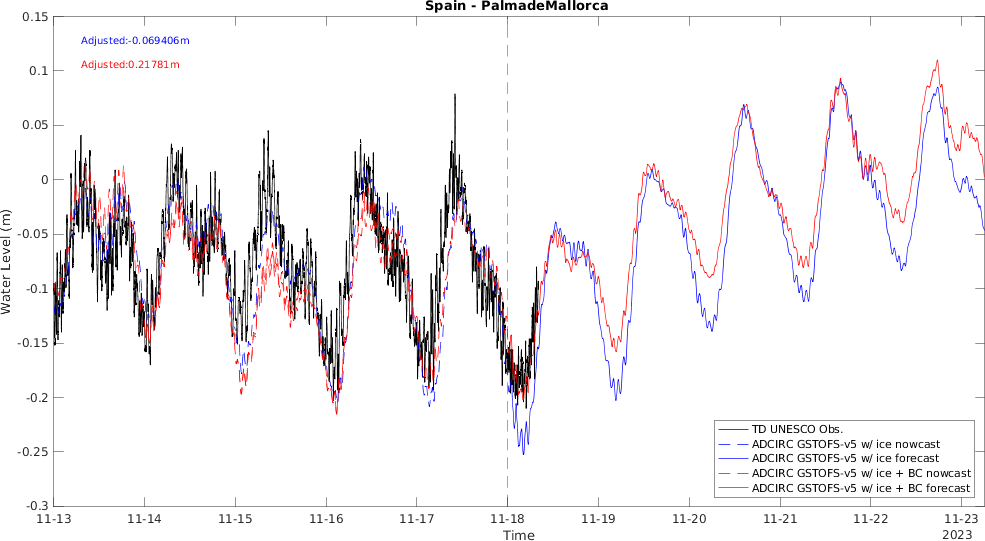 Spain - PalmadeMallorca
Adjusted:-0.069406m
Adjusted:0.21781m
0.15
0.1
0.05
0
-0.05
-0.1
-0.15
-0.2
-0.25
-0.3
Water Level (m)
11-13 11-14 11-15 11-16 11-17 11-18 11-19 11-20 11-21 11-22 11-23
2023
Time
TD UNESCO Obs.
ADCIRC GSTOFS-v5 w/ ice nowcast
ADCIRC GSTOFS-v5 w/ ice forecast
ADCIRC GSTOFS-v5 w/ ice + BC nowcast
ADCIRC GSTOFS-v5 w/ ice + BC forecast